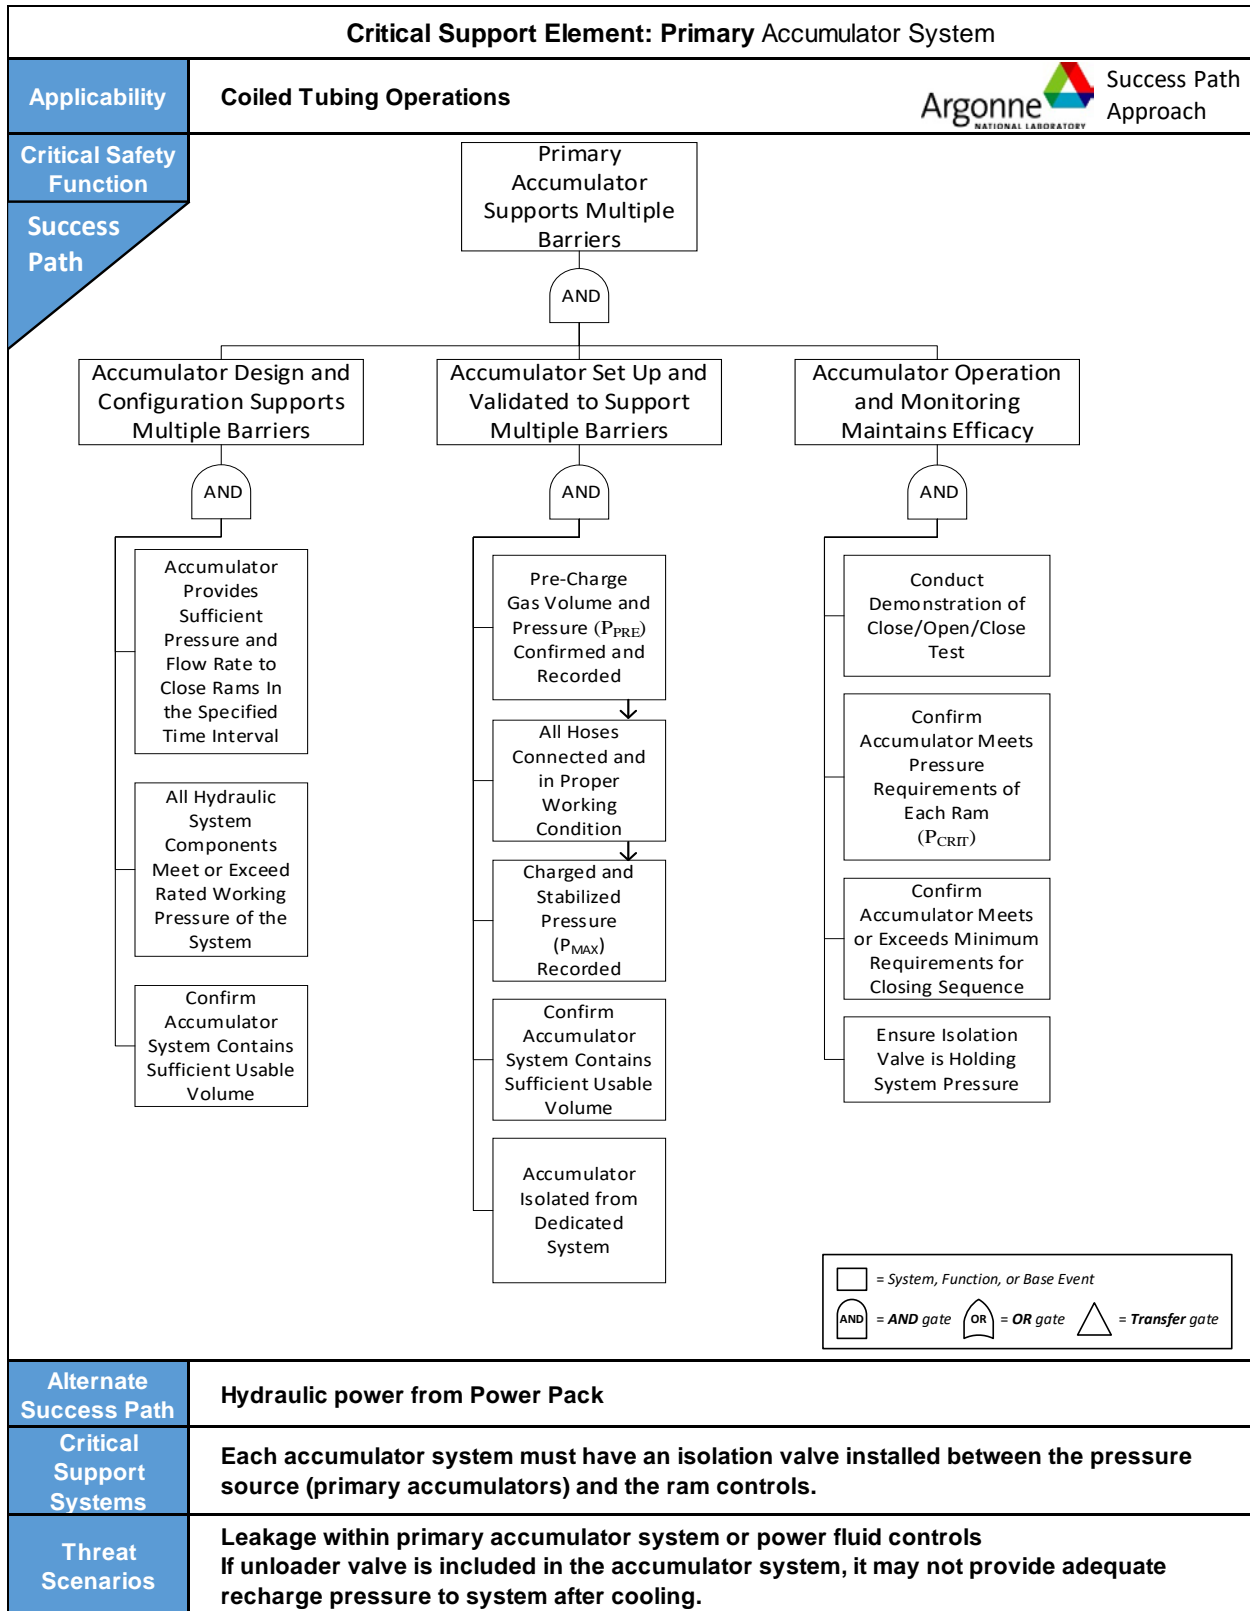 Critical Support Element: Primary Accumulator System
Applicability
Coiled Tubing Operations
Argonne
NATIONAL LABORATORY
Success Path
Approach
Critical Safety
Function
Success
Path
Primary
Accumulator
Supports Multiple
Barriers
AND
Accumulator Design and
Configuration Supports
Multiple Barriers
AND
Accumulator
Provides
Sufficient
Pressure and
Flow Rate to
Close Rams In
the Specified
Time Interval
All Hydraulic
System
Components
Meet or Exceed
Rated Working
Pressure of the
System
Confirm
Accumulator
System Contains
Sufficient Usable
Volume
Accumulator Set Up and
Validated to Support
Multiple Barriers
AND
Pre-Charge
Gas Volume and
Pressure (PPRE)
Confirmed and
Recorded
All Hoses
Connected and
in Proper
Working
Condition
Charged and
Stabilized
Pressure
(PMAX)
Recorded
Confirm
Accumulator
System Contains
Sufficient Usable
Volume
Accumulator
Isolated from
Dedicated
System
Accumulator Operation
and Monitoring
Maintains Efficacy
AND
Conduct
Demonstration of
Close/Open/Close
Test
Confirm
Accumulator Meets
Pressure
Requirements of
Each Ram
(PCRIT)
Confirm
Accumulator Meets
or Exceeds Minimum
Requirements for
Closing Sequence
Ensure Isolation
Valve is Holding
System Pressure
= System, Function, or Base Event
AND = AND gate OR = OR gate = Transfer gate
Alternate
Success Path
Hydraulic power from Power Pack
Critical
Support
Systems
Each accumulator system must have an isolation valve installed between the pressure
source (primary accumulators) and the ram controls.
Threat
Scenarios
Leakage within primary accumulator system or power fluid controls
If unloader valve is included in the accumulator system, it may not provide adequate
recharge pressure to system after cooling.